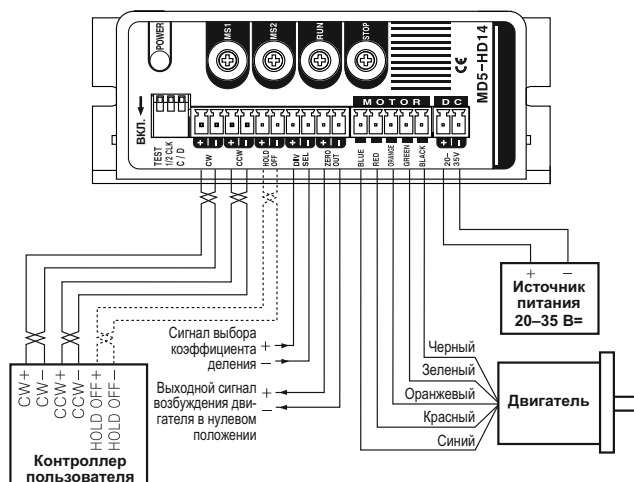 POWER
MS1
MS2
RUN
STOP
CE
MD5-HD14
ВКЛ.
MOTOR
DC
TEST
1/2 CLK
C / D
+ − + − + − + − + −
+ −
CW
CCW
HOLD
OFF
DIV
SEL
ZERO
OUT
BLUE
RED
ORANGE
GREEN
BLACK
20-
35V
+ −
Источник
питания
20–35 В=
Сигнал выбора
коэффициента +
деления −
Выходной сигнал +
возбуждения дви-
гателя в нулевом −
положении
Черный
Зеленый
Оранжевый
Красный
Синий
Двигатель
CW+
CW−
CCW+
CCW−
HOLD OFF+
HOLD OFF−
Контроллер
пользователя